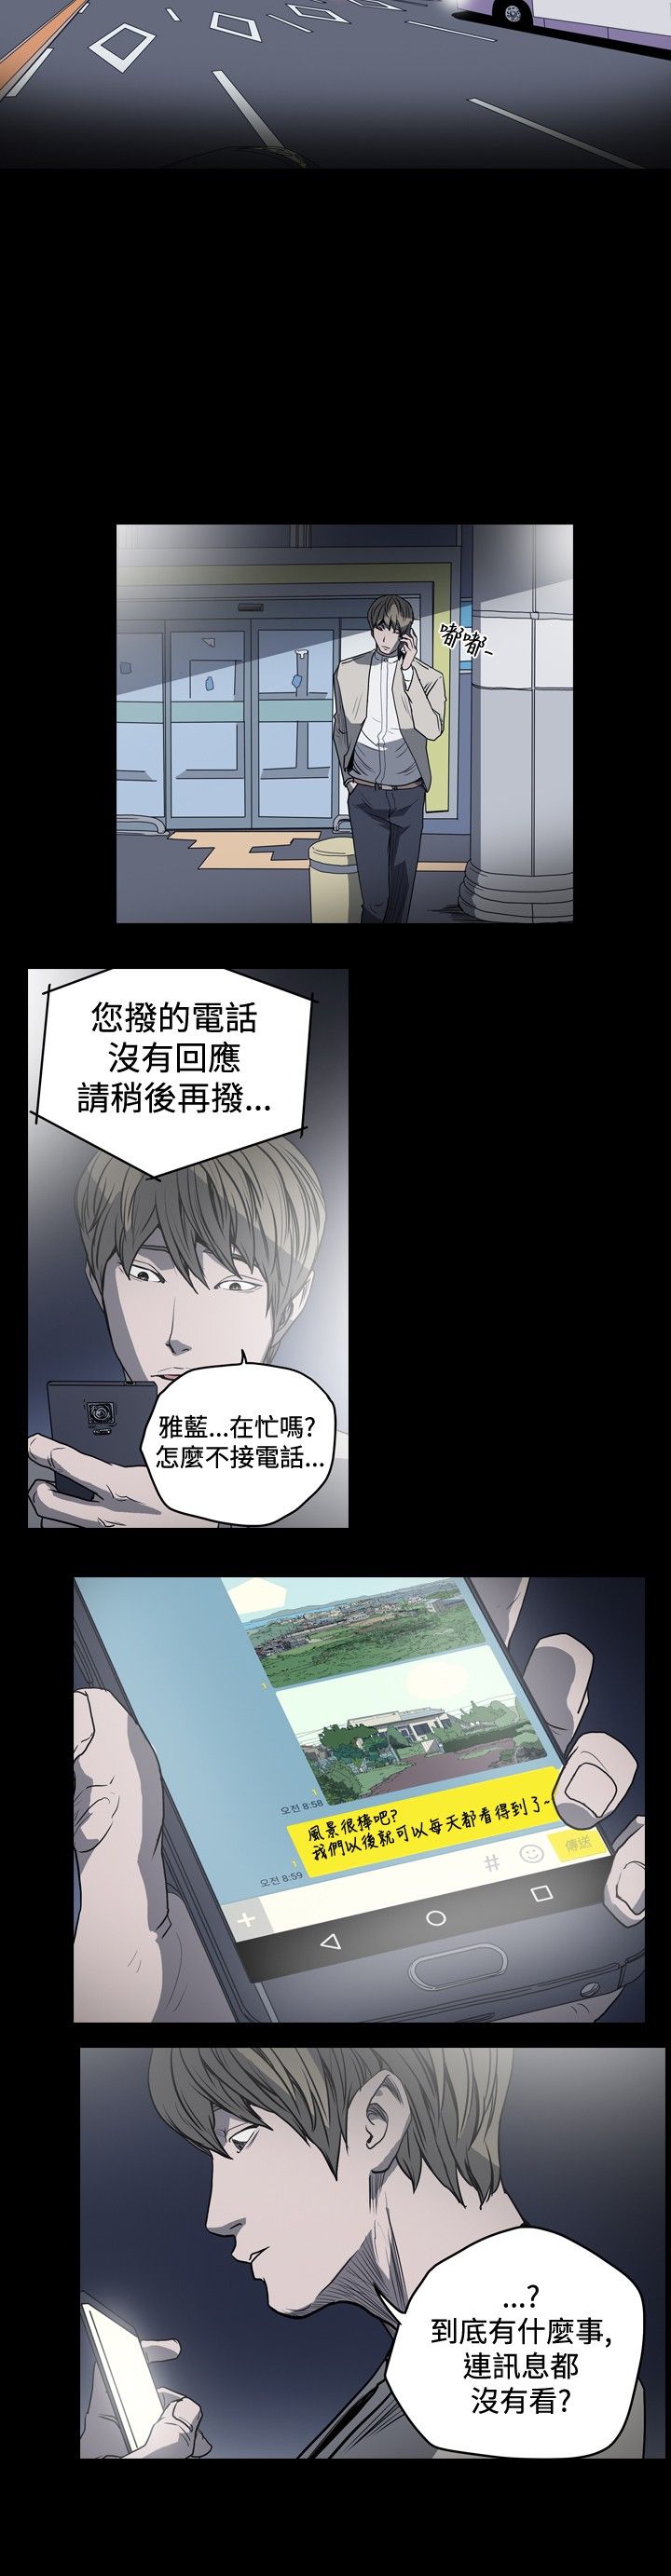 嘟嘟-
您撥的電話
沒有回應
請稍後再撥...
雅藍...在忙嗎?
怎麼不接電話...
1
1
오전 8:58
風景很棒吧?
我們以後就可以每天都看得到了~
1
오전 8:59
+
#
傳送
...?
到底有什麼事,
連訊息都
沒有看?